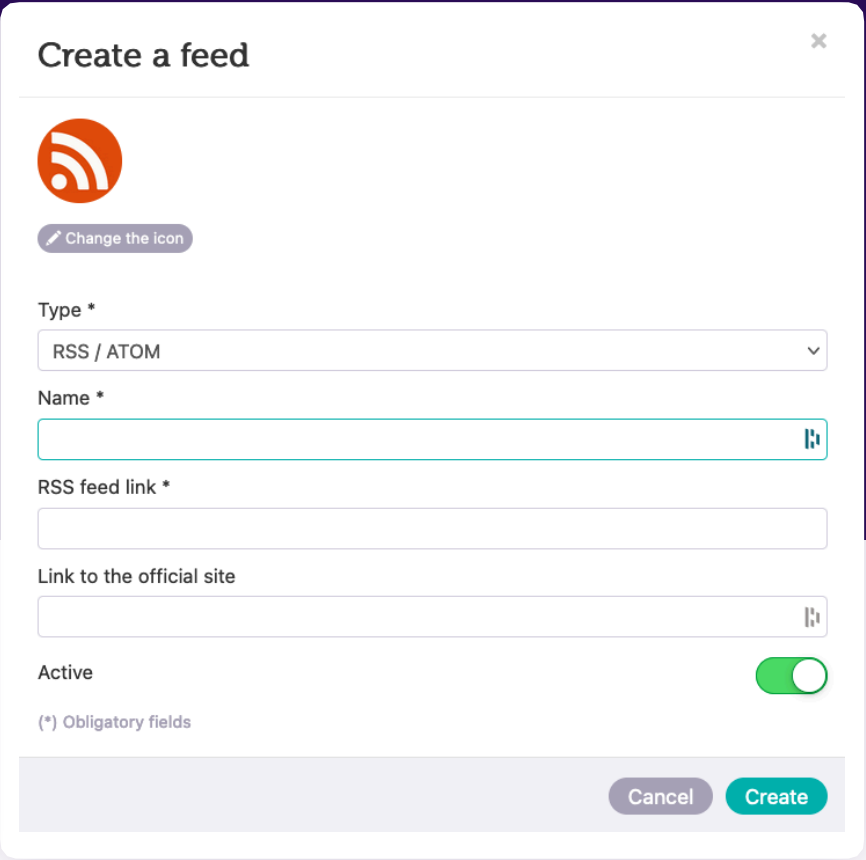 Create a feed
×
Change the icon
Type *
RSS / ATOM
Name *
RSS feed link *
Link to the official site
Active
(*) Obligatory fields
Cancel
Create